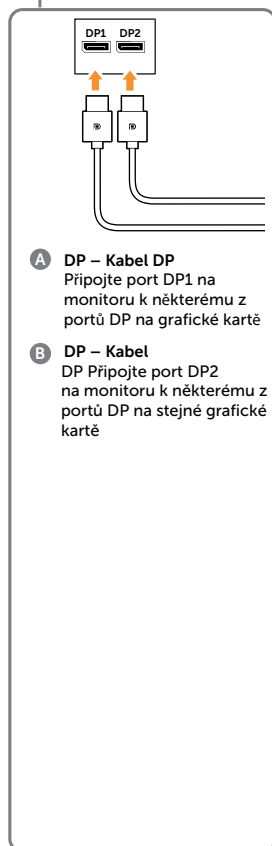 DP1 DP2
A DP – Kabel DP
Připojte port DP1 na
monitoru k některému z
portů DP na grafické kartě
B DP – Kabel
DP Připojte port DP2
na monitoru k některému z
portů DP na stejné grafické
kartě